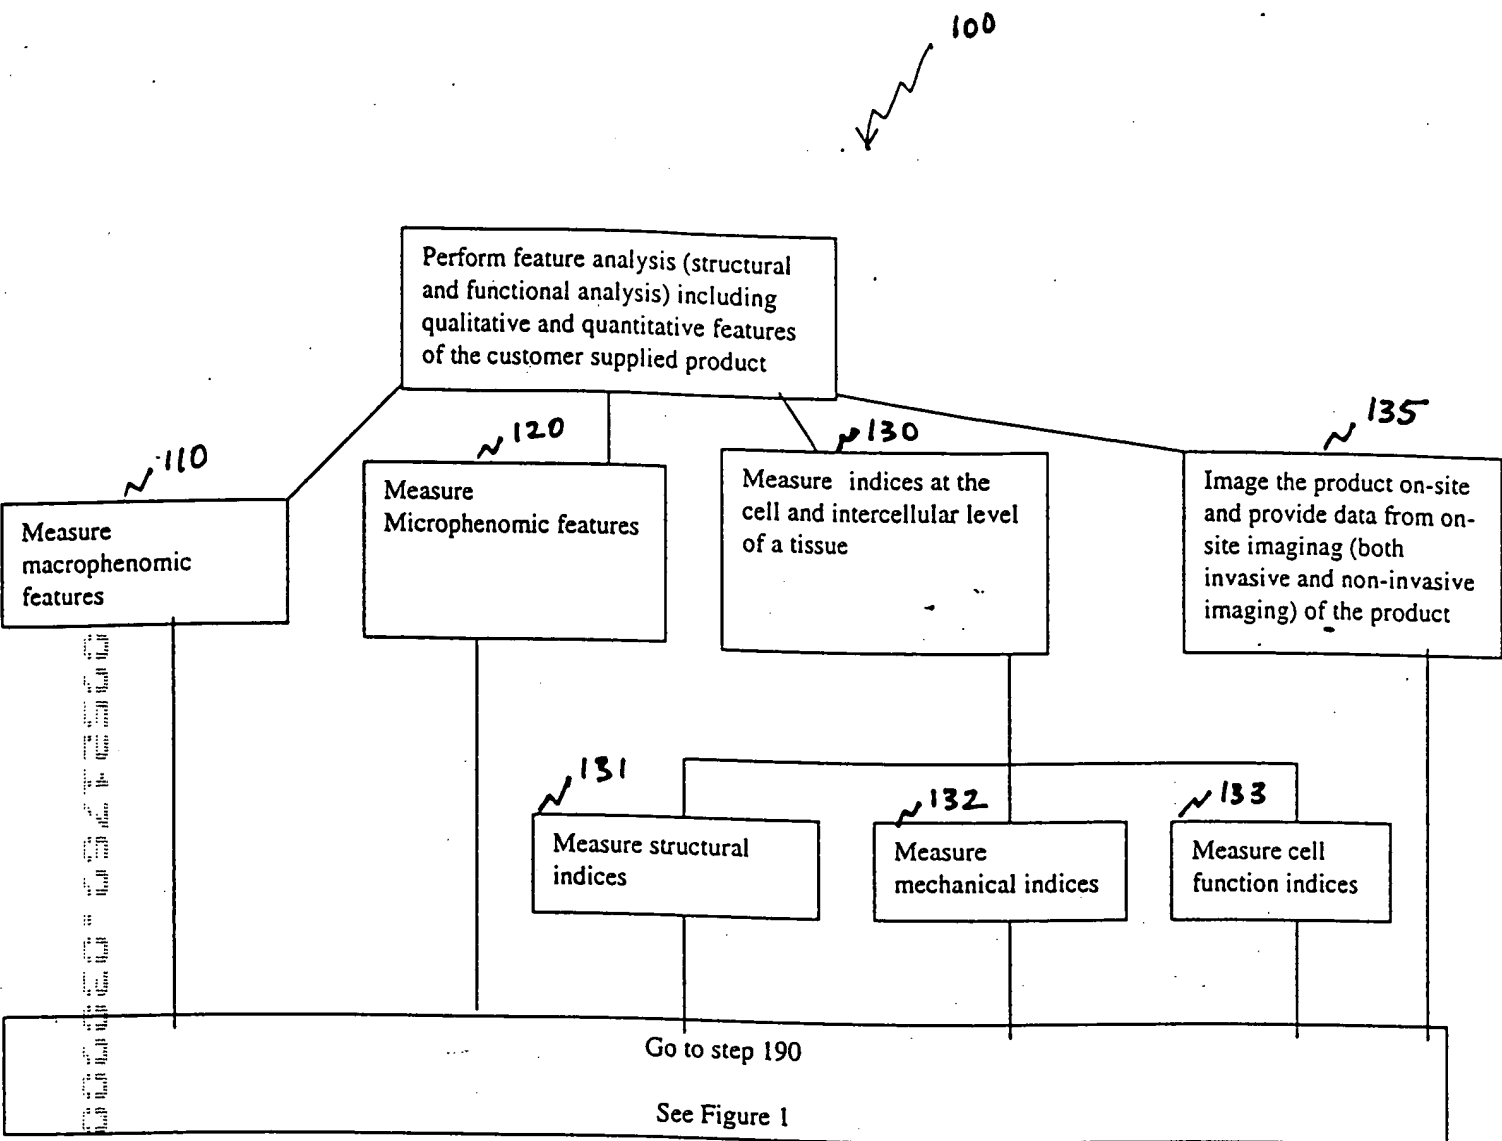 100
Perform feature analysis (structural
and functional analysis) including
qualitative and quantitative features
of the customer supplied product
110
Measure
macrophenomic
features
120
Measure
Microphenomic features
130
Measure indices at the
cell and intercellular level
of a tissue
135
Image the product on-site
and provide data from on-
site imaginag (both
invasive and non-invasive
imaging) of the product
131
Measure structural
indices
132
Measure
mechanical indices
133
Measure cell
function indices
Go to step 190
See Figure 1